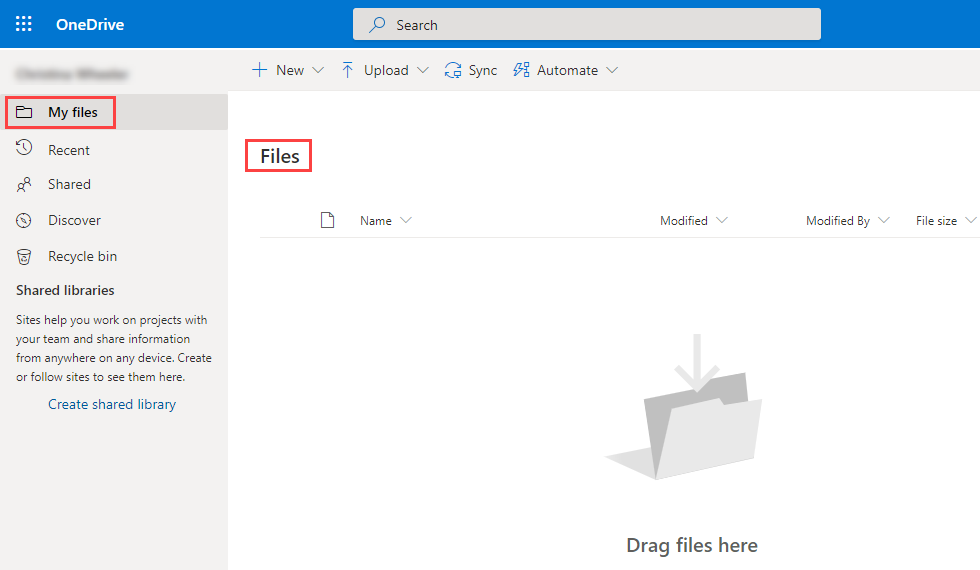 OneDrive
Search
New
Upload
Sync
Automate
My files
Recent
Shared
Discover
Recycle bin
Shared libraries
Sites help you work on projects with
your team and share information
from anywhere on any device. Create
or follow sites to see them here.
Create shared library
Files
Name
Modified
Modified By
File size
Drag files here